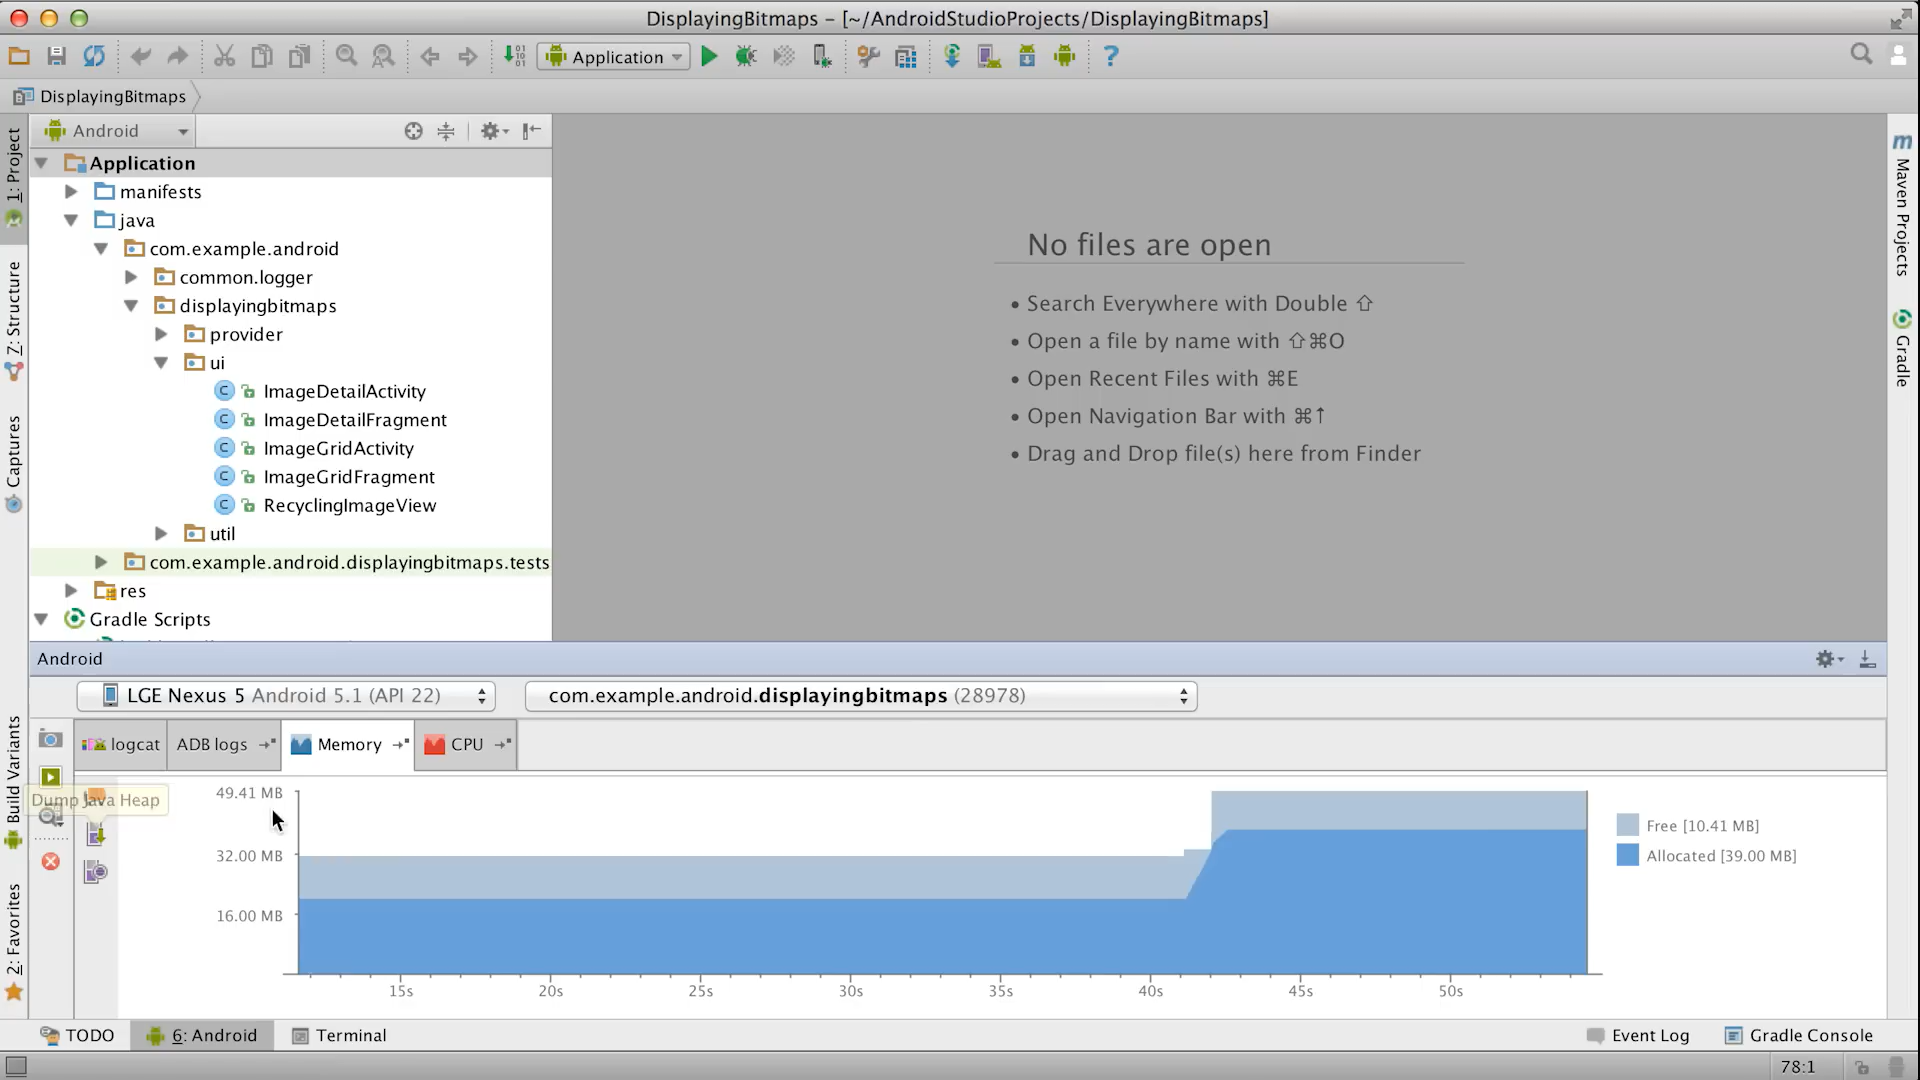 DisplayingBitmaps – [~/AndroidStudioProjects/DisplayingBitmaps]
Application
DisplayingBitmaps
1: Project
Z: Structure
Captures
Build Variants
2: Favorites
Android
Application
manifests
java
com.example.android
common.logger
displayingbitmaps
provider
ui
ImageDetailActivity
ImageDetailFragment
ImageGridActivity
ImageGridFragment
RecyclingImageView
util
com.example.android.displayingbitmaps.tests
res
Gradle Scripts
No files are open
• Search Everywhere with Double ⇧
• Open a file by name with ⇧⌘O
• Open Recent Files with ⌘E
• Open Navigation Bar with ⌘↑
• Drag and Drop file(s) here from Finder
Maven Projects
Gradle
Android
LGE Nexus 5 Android 5.1 (API 22)
com.example.android.displayingbitmaps (28978)
logcat
ADB logs
Memory
CPU
Dump Java Heap
49.41 MB
32.00 MB
16.00 MB
15s 20s 25s 30s 35s 40s 45s 50s
Free [10.41 MB]
Allocated [39.00 MB]
TODO
6: Android
Terminal
Event Log
Gradle Console
78:1